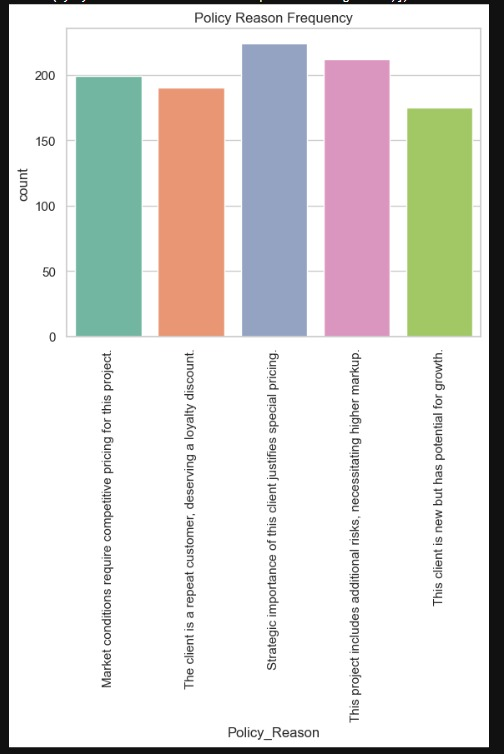 Policy Reason Frequency
count
200
150
100
50
0
Market conditions require competitive pricing for this project.
The client is a repeat customer, deserving a loyalty discount.
Strategic importance of this client justifies special pricing.
This project includes additional risks, necessitating higher markup.
This client is new but has potential for growth.
Policy_Reason